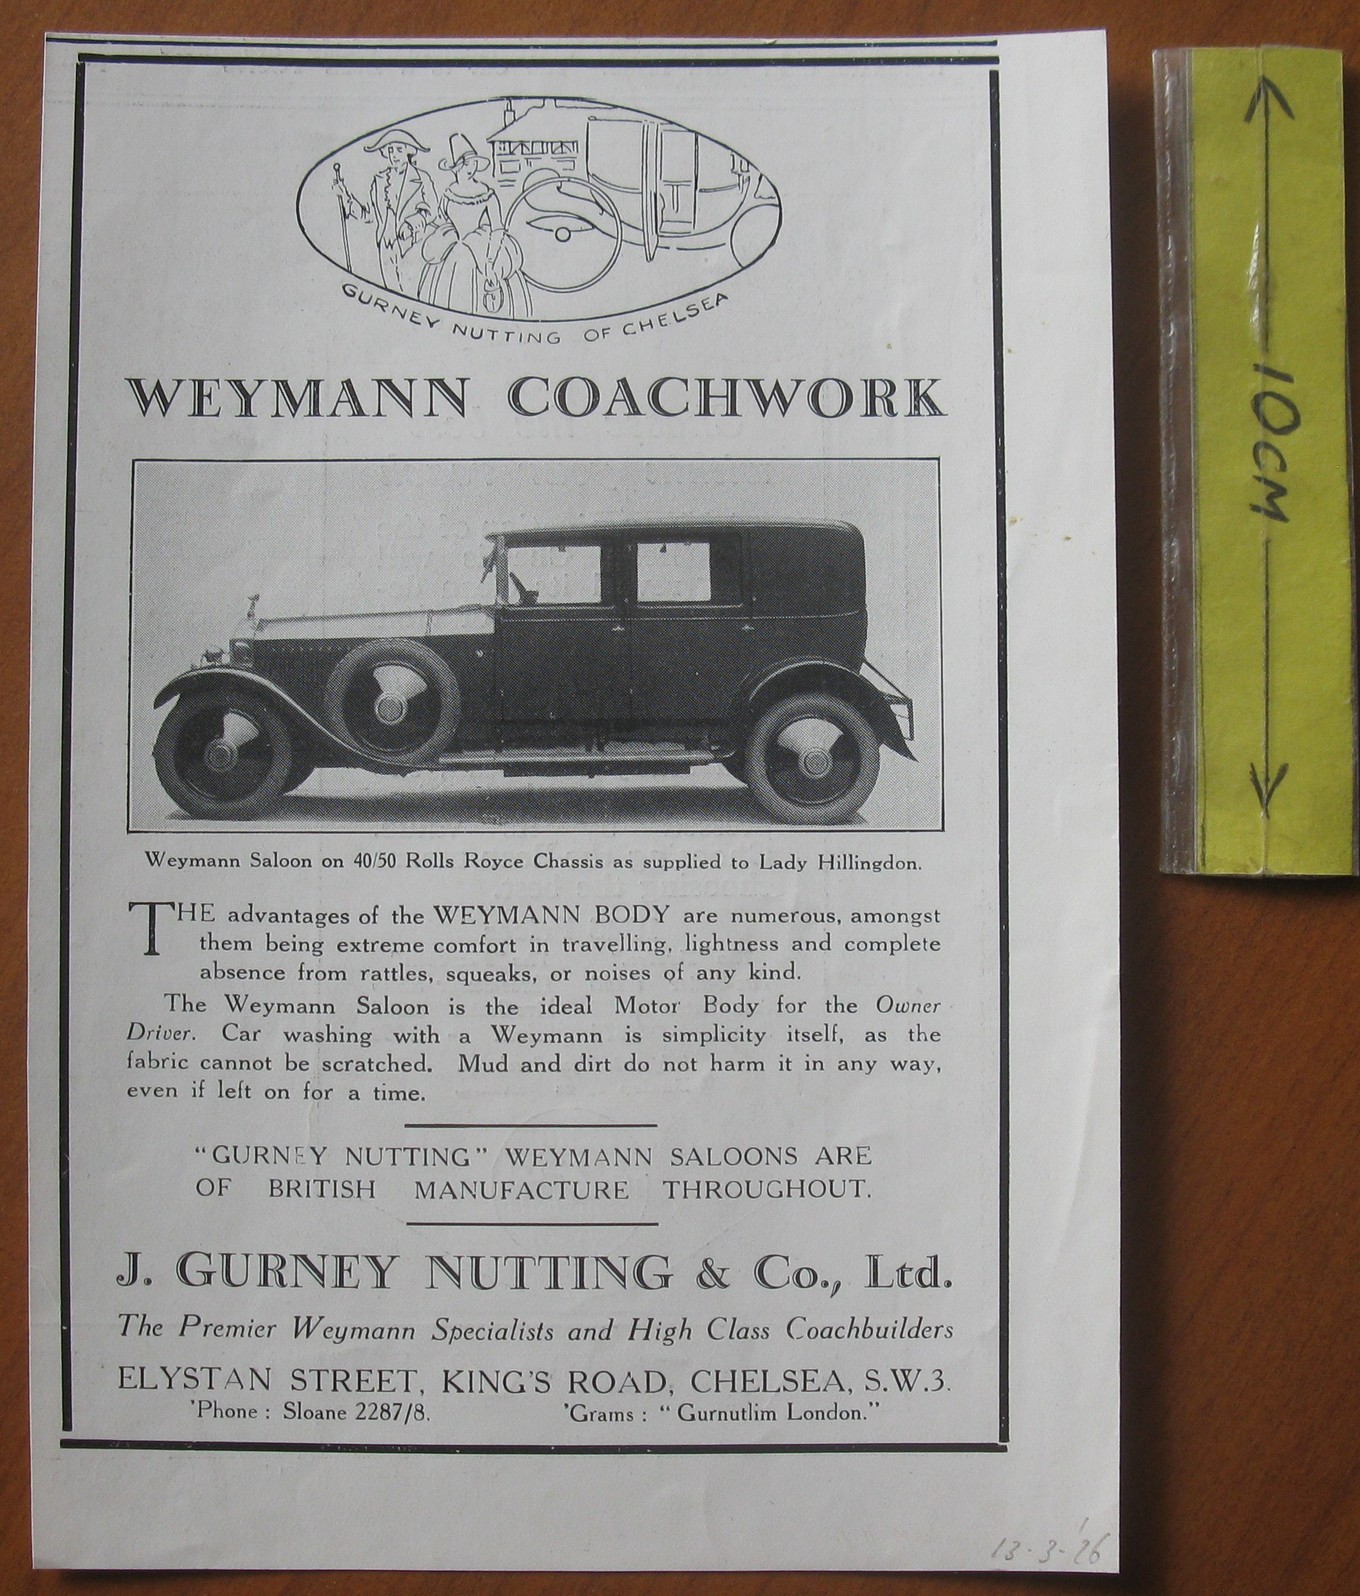 GURNEY NUTTING OF CHELSEA
WEYMANN COACHWORK
Weymann Saloon on 40/50 Rolls Royce Chassis as supplied to Lady Hillingdon.
THE advantages of the WEYMANN BODY are numerous, amongst
them being extreme comfort in travelling, lightness and complete
absence from rattles, squeaks, or noises of any kind.
The Weymann Saloon is the ideal Motor Body for the Owner
Driver. Car washing with a Weymann is simplicity itself, as the
fabric cannot be scratched. Mud and dirt do not harm it in any way,
even if left on for a time.
"GURNEY NUTTING" WEYMANN SALOONS ARE
OF BRITISH MANUFACTURE THROUGHOUT.
J. GURNEY NUTTING & Co., Ltd.
The Premier Weymann Specialists and High Class Coachbuilders
ELYSTAN STREET, KING'S ROAD, CHELSEA, S.W.3.
'Phone : Sloane 2287/8. 'Grams : "Gurnutlim London."
13-3-'26
10CM